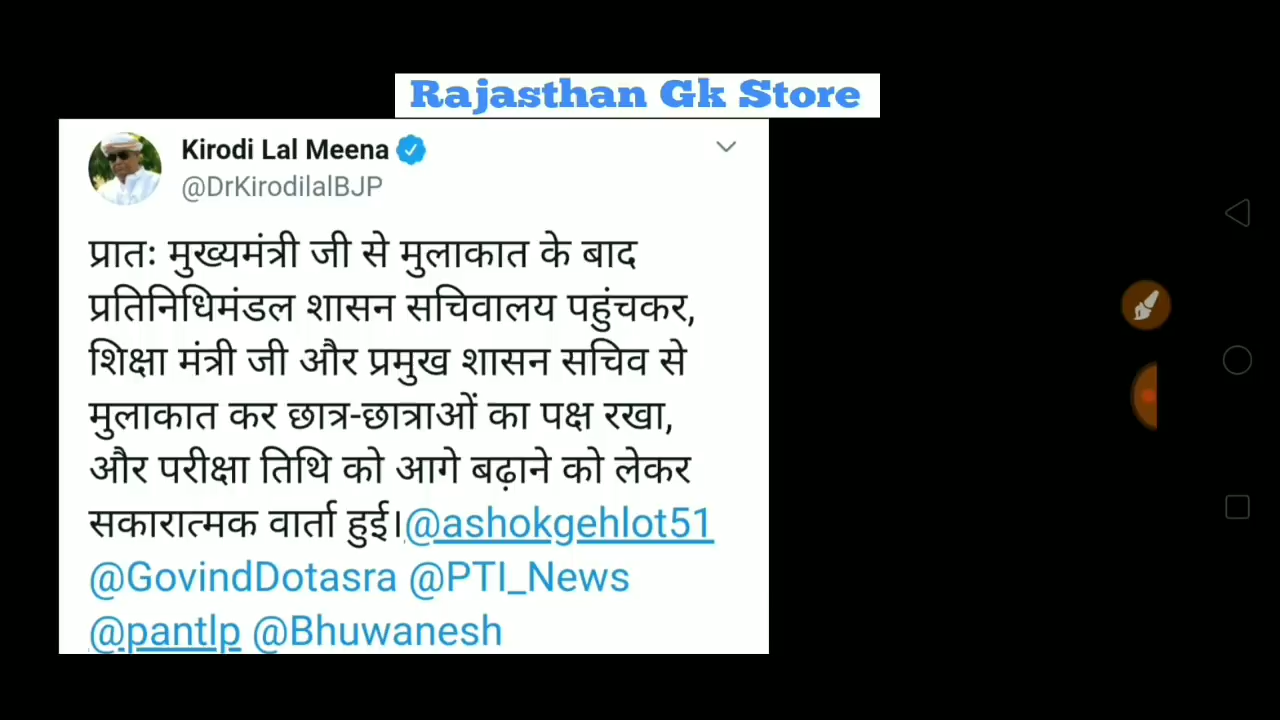 Rajasthan Gk Store
Kirodi Lal Meena
@DrKirodilalBJP
प्रातः मुख्यमंत्री जी से मुलाकात के बाद
प्रतिनिधिमंडल शासन सचिवालय पहुंचकर,
शिक्षा मंत्री जी और प्रमुख शासन सचिव से
मुलाकात कर छात्र-छात्राओं का पक्ष रखा,
और परीक्षा तिथि को आगे बढ़ाने को लेकर
सकारात्मक वार्ता हुई।@ashokgehlot51
@GovindDotasra @PTI_News
@pantlp @Bhuwanesh